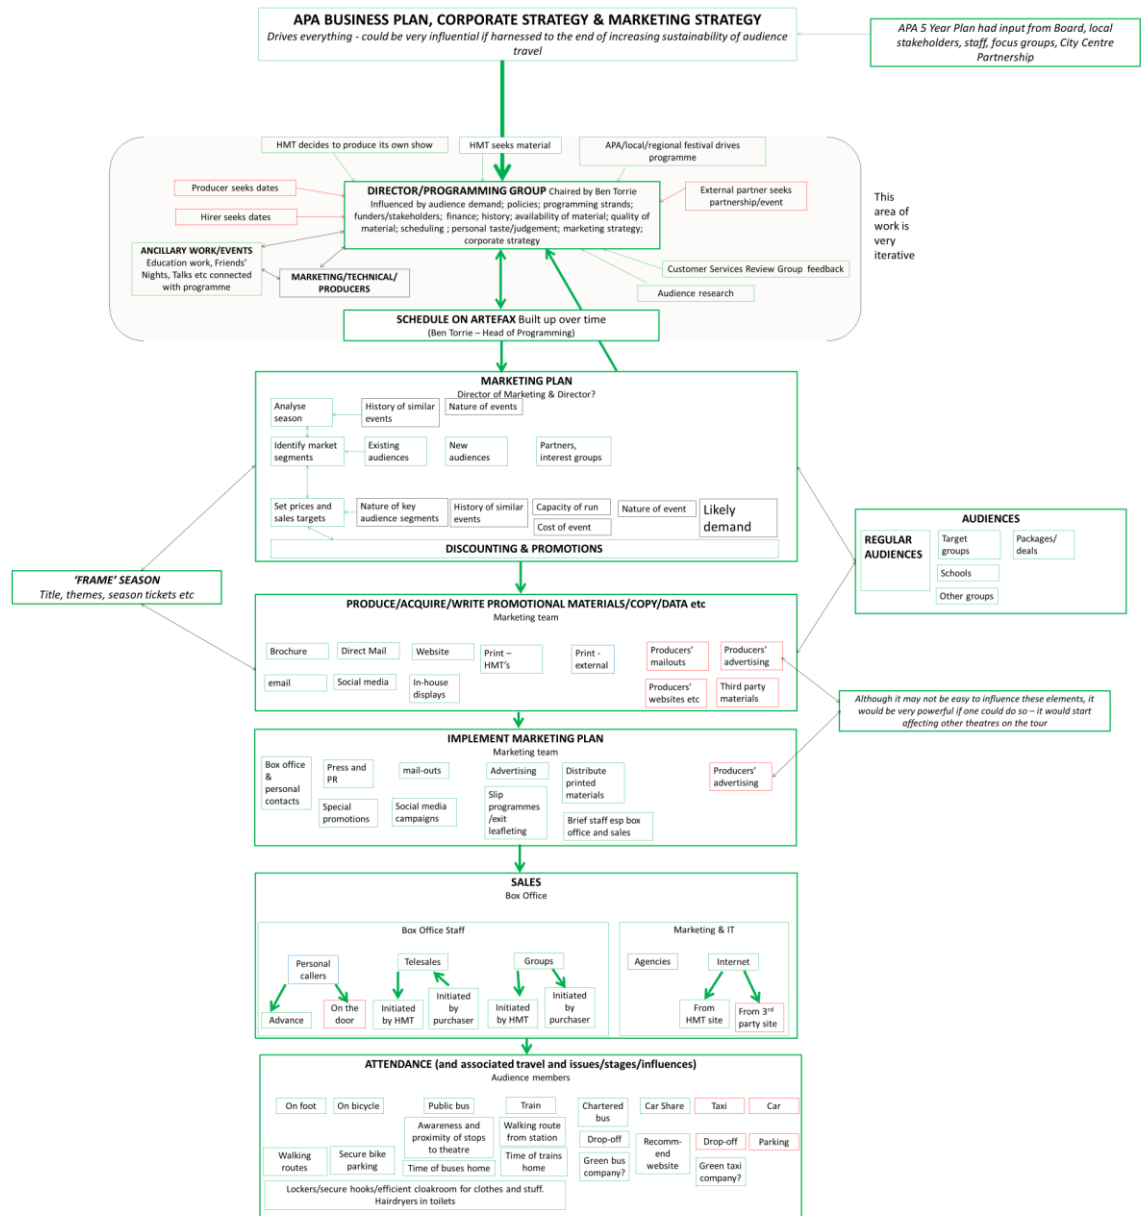 APA BUSINESS PLAN, CORPORATE STRATEGY & MARKETING STRATEGY
Drives everything - could be very influential if harnessed to the end of increasing sustainability of audience
travel
APA 5 Year Plan had input from Board, local
stakeholders, staff, focus groups, City Centre
Partnership
HMT decides to produce its own show
HMT seeks material
APA/local/regional festival drives
programme
Producer seeks dates
Hirer seeks dates
DIRECTOR/PROGRAMMING GROUP Chaired by Ben Torrie
Influenced by audience demand; policies; programming strands;
funders/stakeholders; finance; history; availability of material; quality of
material; scheduling ; personal taste/judgement; marketing strategy;
corporate strategy
External partner seeks
partnership/event
This
area of
work is
very
iterative
ANCILLARY WORK/EVENTS
Education work, Friends'
Nights, Talks etc connected
with programme
MARKETING/TECHNICAL/
PRODUCERS
Customer Services Review Group feedback
Audience research
SCHEDULE ON ARTEFAX Built up over time
(Ben Torrie – Head of Programming)
MARKETING PLAN
Director of Marketing & Director?
Analyse
season
History of similar
events
Nature of events
Identify market
segments
Existing
audiences
New
audiences
Partners,
interest groups
Set prices and
sales targets
Nature of key
audience segments
History of similar
events
Capacity of run
Cost of event
Nature of event
Likely
demand
DISCOUNTING & PROMOTIONS
AUDIENCES
REGULAR
AUDIENCES
Target
groups
Packages/
deals
Schools
Other groups
'FRAME' SEASON
Title, themes, season tickets etc
PRODUCE/ACQUIRE/WRITE PROMOTIONAL MATERIALS/COPY/DATA etc
Marketing team
Brochure
Direct Mail
Website
Print –
HMT's
Print -
external
Producers'
mailouts
Producers'
advertising
email
Social media
In-house
displays
Producers'
websites etc
Third party
materials
Although it may not be easy to influence these elements, it
would be very powerful if one could do so – it would start
affecting other theatres on the tour
IMPLEMENT MARKETING PLAN
Marketing team
Box office
&
personal
contacts
Press and
PR
mail-outs
Advertising
Distribute
printed
materials
Producers'
advertising
Special
promotions
Social media
campaigns
Slip
programmes
/exit
leafleting
Brief staff esp box
office and sales
SALES
Box Office
Box Office Staff
Marketing & IT
Personal
callers
Telesales
Groups
Agencies
Internet
Advance
On the
door
Initiated
by HMT
Initiated
by
purchaser
Initiated
by HMT
Initiated
by
purchaser
From
HMT site
From 3rd
party site
ATTENDANCE (and associated travel and issues/stages/influences)
Audience members
On foot
On bicycle
Public bus
Train
Chartered
bus
Car Share
Taxi
Car
Walking
routes
Secure bike
parking
Awareness and
proximity of stops
to theatre
Time of buses home
Walking route
from station
Time of trains
home
Drop-off
Green bus
company?
Recomm-
end
website
Drop-off
Green taxi
company?
Parking
Lockers/secure hooks/efficient cloakroom for clothes and stuff.
Hairdryers in toilets